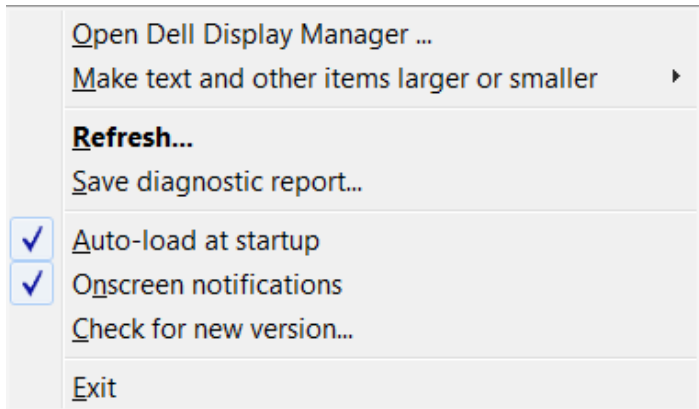 Open Dell Display Manager ...
Make text and other items larger or smaller
Refresh...
Save diagnostic report...
Auto-load at startup
Onscreen notifications
Check for new version...
Exit